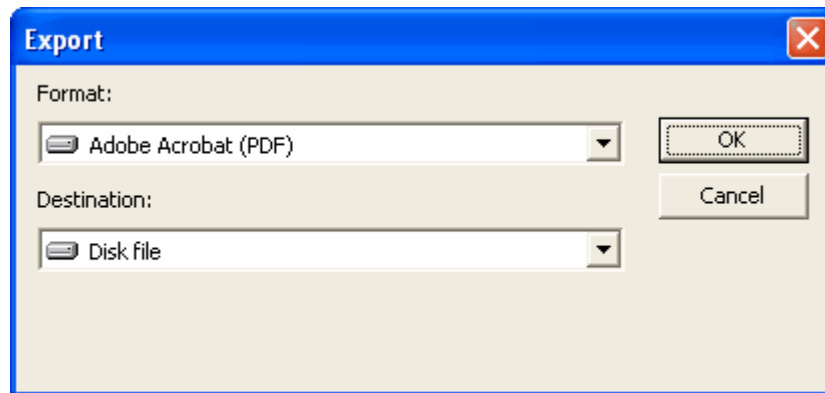 Export
Format:
Adobe Acrobat (PDF)
OK
Destination:
Cancel
Disk file